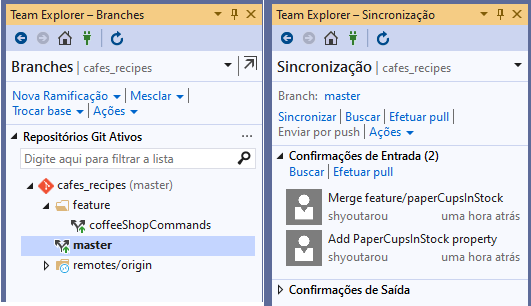 Team Explorer – Branches
Branches | cafes_recipes
Nova Ramificação | Mesclar |
Trocar base | Ações
Repositórios Git Ativos ...
Digite aqui para filtrar a lista
cafes_recipes (master)
feature
coffeeShopCommands
master
remotes/origin
Team Explorer – Sincronização
Sincronização | cafes_recipes
Branch: master
Sincronizar | Buscar | Efetuar pull |
Enviar por push | Ações
Confirmações de Entrada (2)
Buscar | Efetuar pull
Merge feature/paperCupsInStock
shyoutarou uma hora atrás
Add PaperCupsInStock property
shyoutarou uma hora atrás
Confirmações de Saída